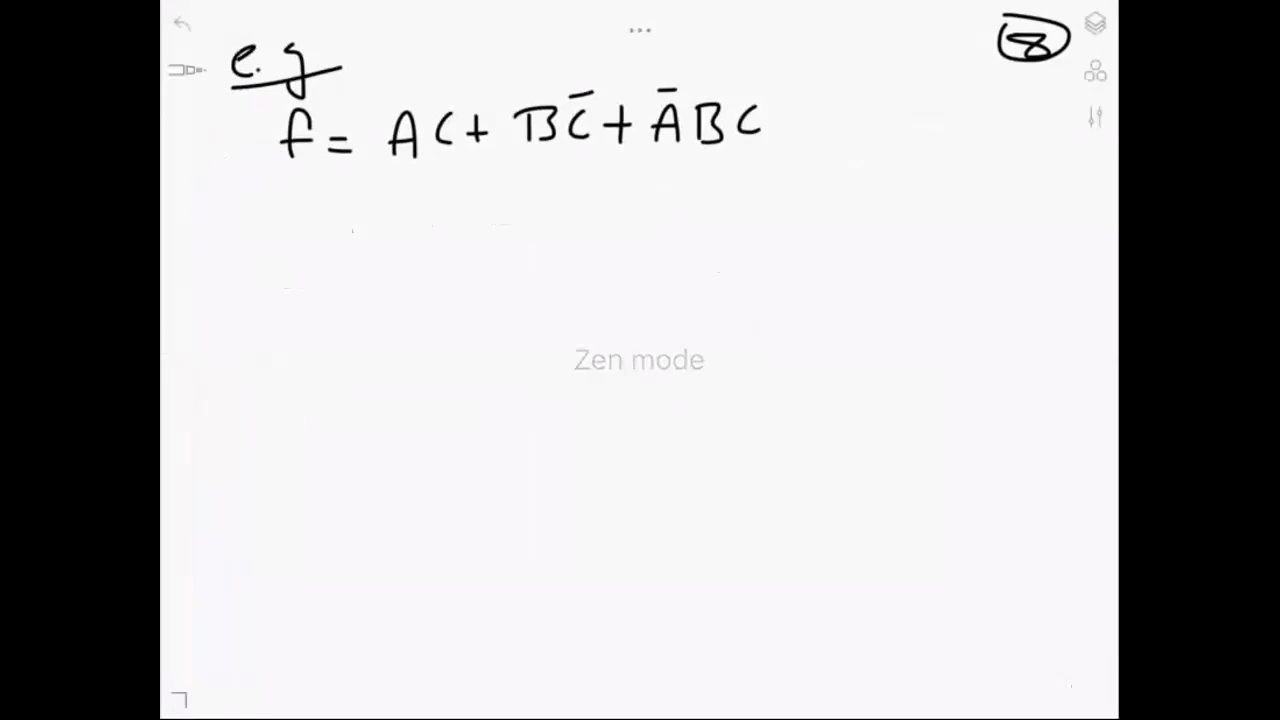 e.g 8
f = AC + BC̄ + ĀBC
Zen mode